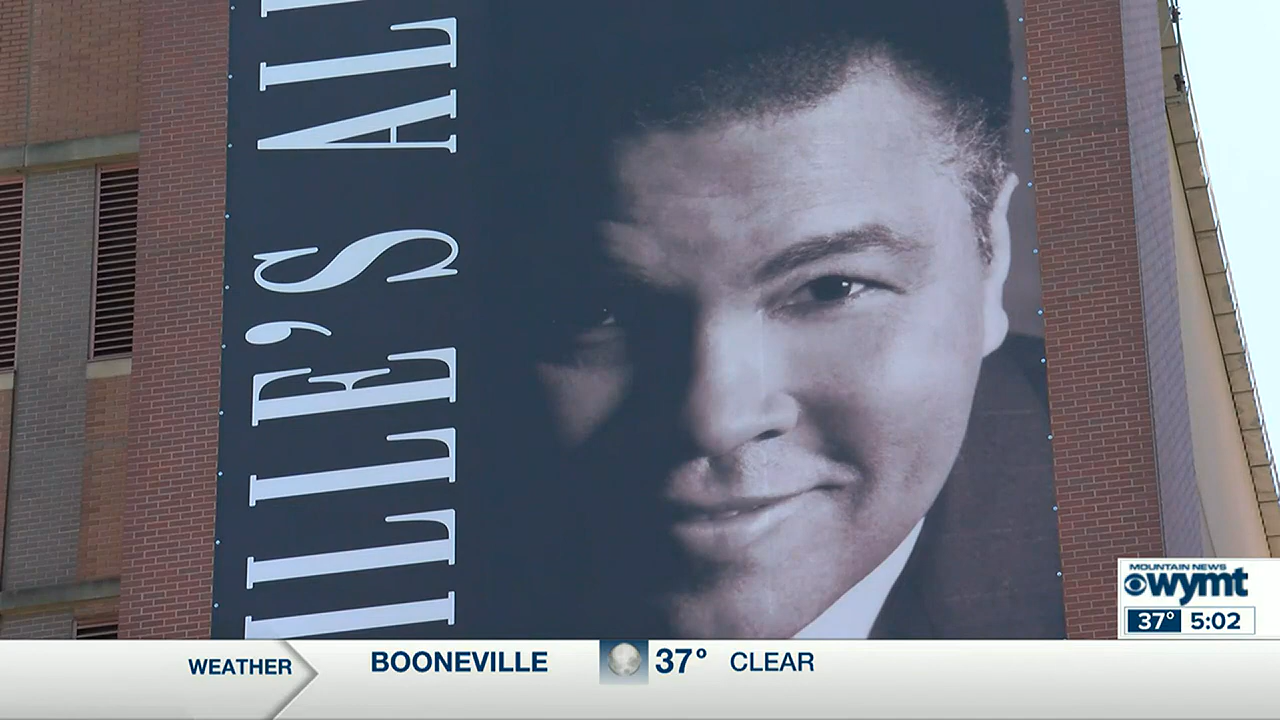 ILLE'S AL
MOUNTAIN NEWS
wymt
37° 5:02
WEATHER
BOONEVILLE
37° CLEAR